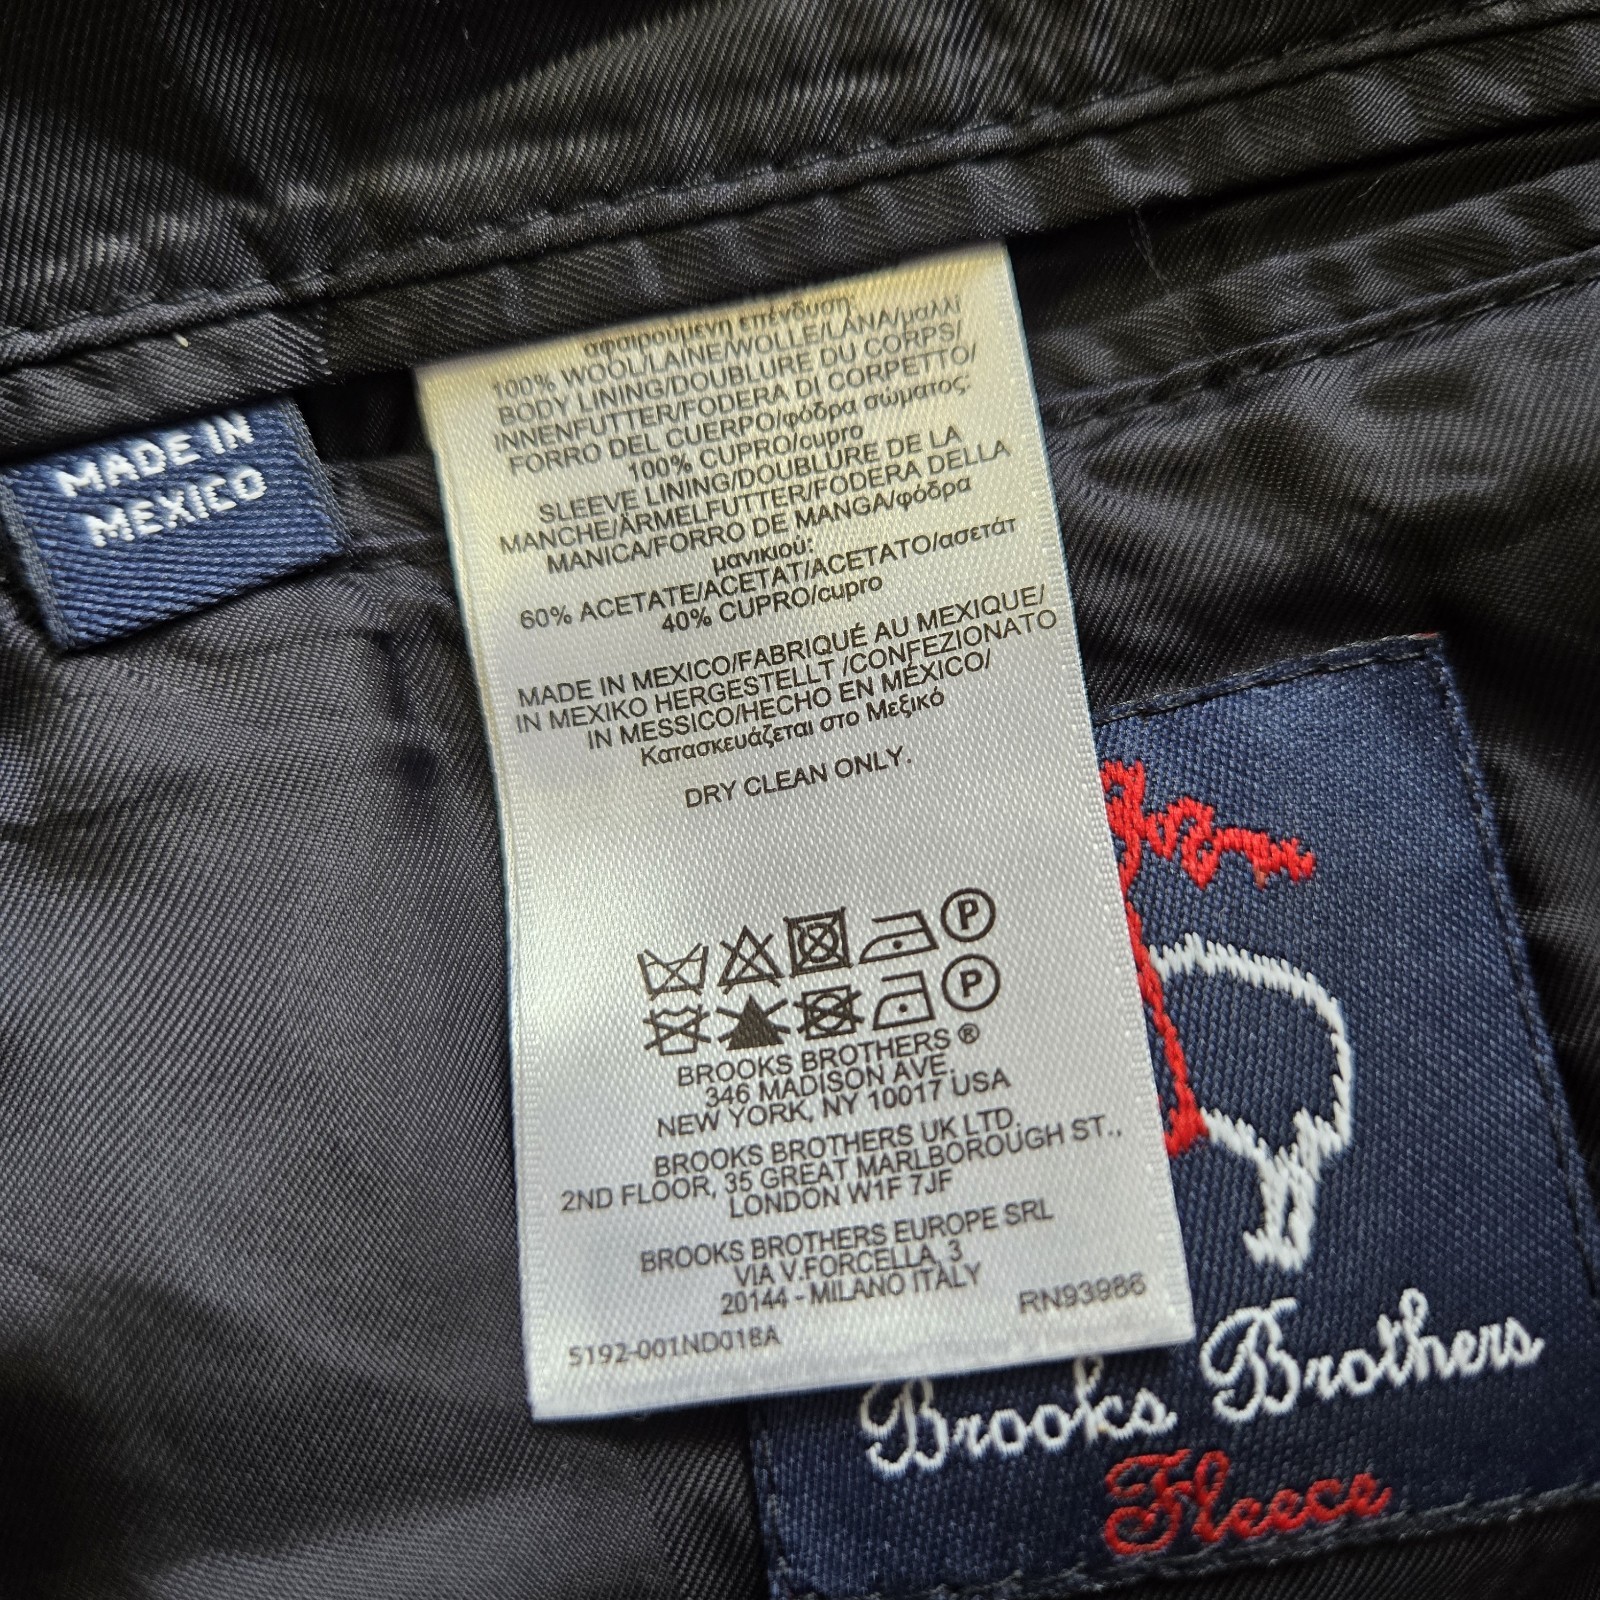 MADE IN
MEXICO
αφαιρούμενη επένδυση:
100% WOOL/LAINE/WOLLE/LANA/μαλλί
BODY LINING/DOUBLURE DU CORPS/
INNENFUTTER/FODERA DI CORPETTO/
FORRO DEL CUERPO/φόδρα σώματος:
100% CUPRO/cupro
SLEEVE LINING/DOUBLURE DE LA
MANCHE/ÄRMELFUTTER/FODERA DELLA
MANICA/FORRO DE MANGA/φόδρα
μανικιού:
60% ACETATE/ACETAT/ACETATO/ασετάτ
40% CUPRO/cupro
MADE IN MEXICO/FABRIQUÉ AU MEXIQUE/
IN MEXIKO HERGESTELLT /CONFEZIONATO
IN MESSICO/HECHO EN MÉXICO/
Κατασκευάζεται στο Μεξικό
DRY CLEAN ONLY.
P
P
BROOKS BROTHERS ®
346 MADISON AVE.
NEW YORK, NY 10017 USA
BROOKS BROTHERS UK LTD.
2ND FLOOR, 35 GREAT MARLBOROUGH ST.,
LONDON W1F 7JF
BROOKS BROTHERS EUROPE SRL
VIA V.FORCELLA, 3
20144 - MILANO ITALY
RN93986
5192-001ND018A
Brooks Brothers
Fleece